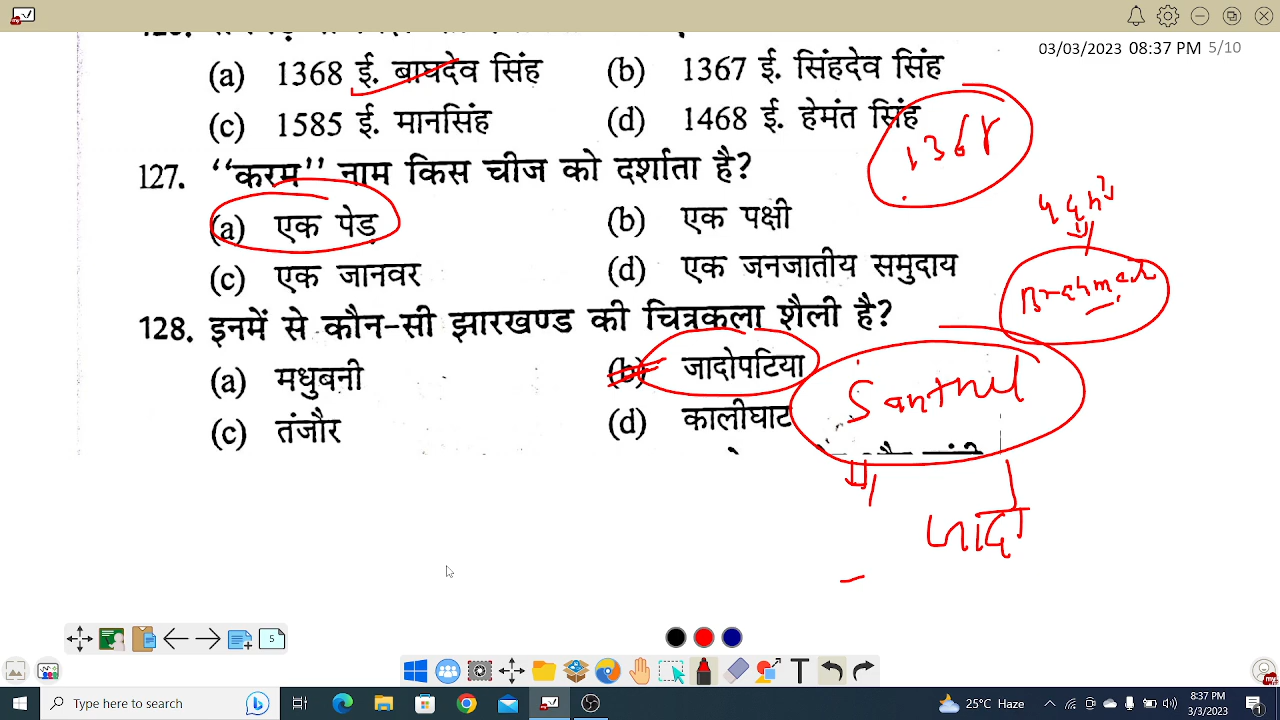 03/03/2023 08:37 PM 5/10
(a) 1368 ई. बाघदेव सिंह (b) 1367 ई. सिंहदेव सिंह
(c) 1585 ई. मानसिंह (d) 1468 ई. हेमंत सिंह
1368
127. “करम” नाम किस चीज को दर्शाता है?
(a) एक पेड़ (b) एक पक्षी
(c) एक जानवर (d) एक जनजातीय समुदाय
128. इनमें से कौन-सी झारखण्ड की चित्रकला शैली है?
(a) मधुबनी (b) जादोपटिया
(c) तंजौर (d) कालीघाट
Santhal
जादो
5
Type here to search
25°C Haze
8:37 PM
3/3/2023